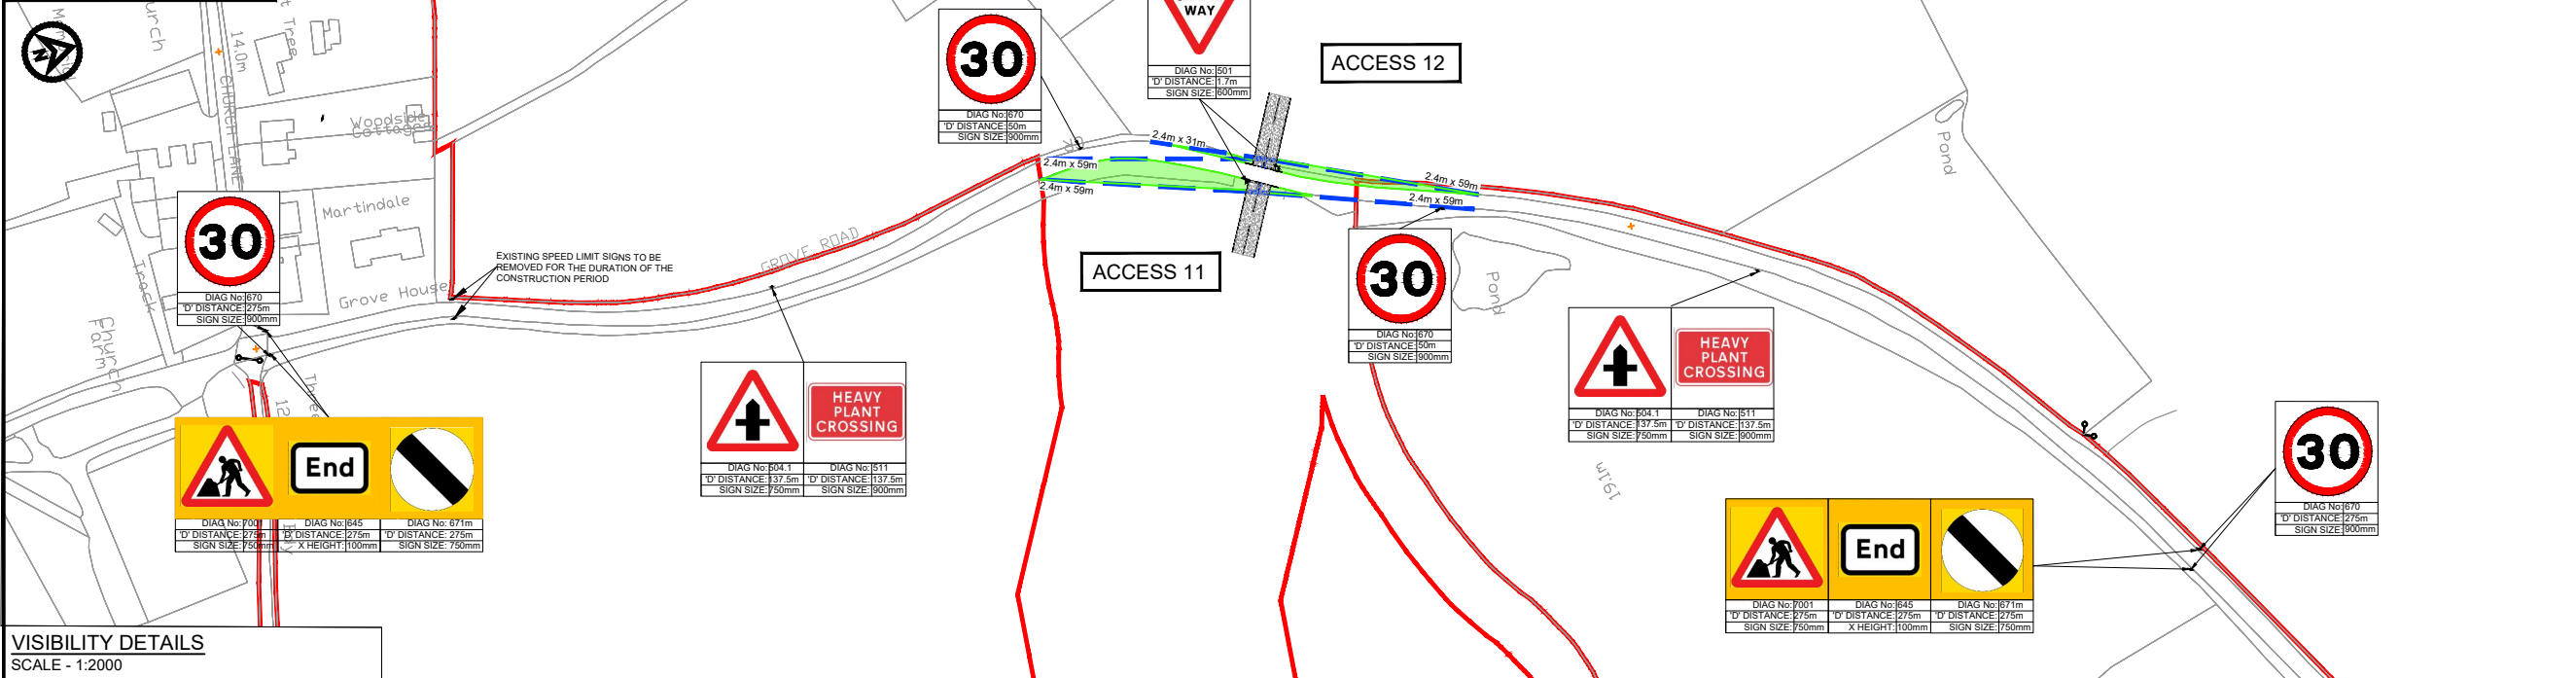 N
urch
14.0m
CHURCH LANE
t Tree
Woodside
Cottages
Martindale
Track
Grove House
Church
Farm
EXISTING SPEED LIMIT SIGNS TO BE
REMOVED FOR THE DURATION OF THE
CONSTRUCTION PERIOD
GROVE ROAD
30
DIAG No: 670
'D' DISTANCE: 275m
SIGN SIZE: 900mm
End
DIAG No: 7001
'D' DISTANCE: 275m
SIGN SIZE: 750mm
DIAG No: 645
'D' DISTANCE: 275m
X HEIGHT: 100mm
DIAG No: 671m
'D' DISTANCE: 275m
SIGN SIZE: 750mm
HEAVY
PLANT
CROSSING
DIAG No: 504.1
'D' DISTANCE: 137.5m
SIGN SIZE: 750mm
DIAG No: 511
'D' DISTANCE: 137.5m
SIGN SIZE: 900mm
30
DIAG No: 670
'D' DISTANCE: 50m
SIGN SIZE: 900mm
WAY
DIAG No: 501
'D' DISTANCE: 1.7m
SIGN SIZE: 600mm
ACCESS 12
2.4m x 31m
2.4m x 59m
2.4m x 59m
2.4m x 59m
2.4m x 59m
ACCESS 11
30
DIAG No: 670
'D' DISTANCE: 50m
SIGN SIZE: 900mm
Pond
Pond
HEAVY
PLANT
CROSSING
DIAG No: 504.1
'D' DISTANCE: 137.5m
SIGN SIZE: 750mm
DIAG No: 511
'D' DISTANCE: 137.5m
SIGN SIZE: 900mm
19.1m
End
DIAG No: 7001
'D' DISTANCE: 275m
SIGN SIZE: 750mm
DIAG No: 645
'D' DISTANCE: 275m
X HEIGHT: 100mm
DIAG No: 671m
'D' DISTANCE: 275m
SIGN SIZE: 750mm
30
DIAG No: 670
'D' DISTANCE: 275m
SIGN SIZE: 900mm
VISIBILITY DETAILS
SCALE - 1:2000